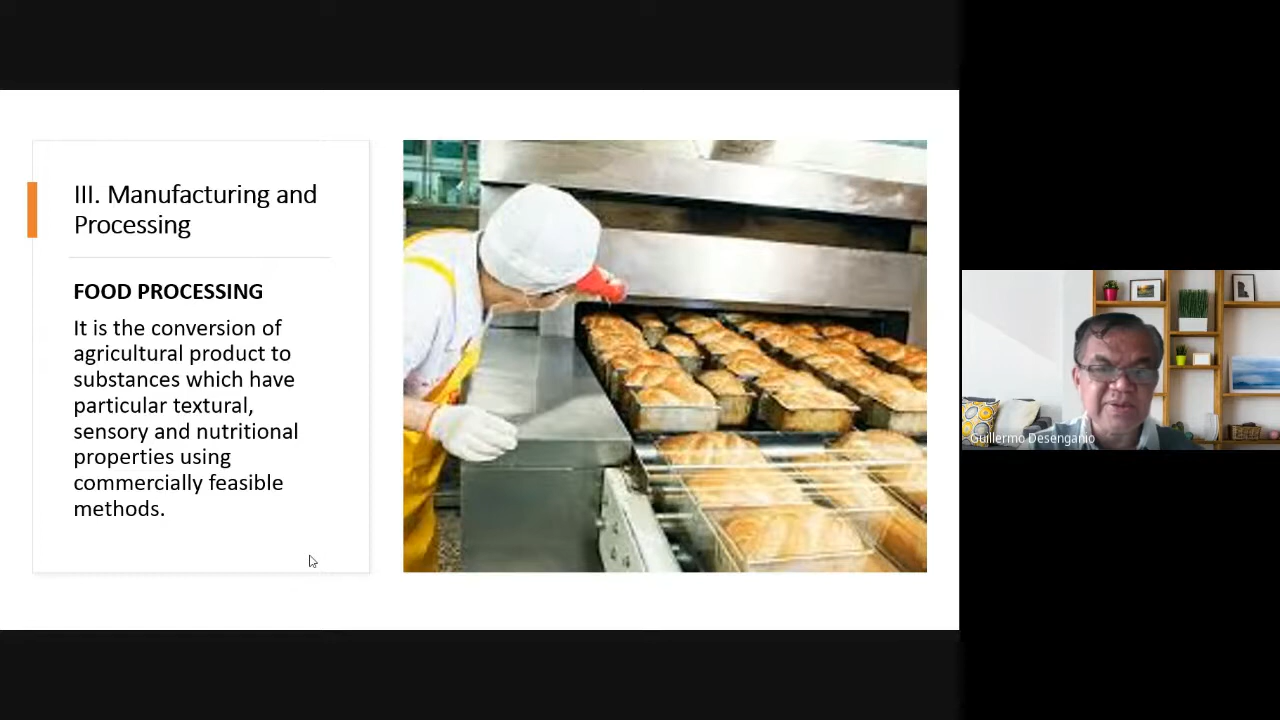 III. Manufacturing and
Processing
FOOD PROCESSING
It is the conversion of
agricultural product to
substances which have
particular textural,
sensory and nutritional
properties using
commercially feasible
methods.
Guillermo Desenganio